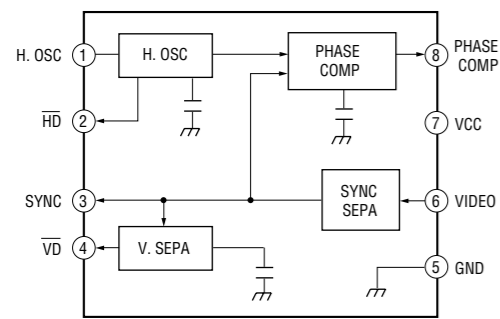 H. OSC
1
H. OSC
PHASE
COMP
8
PHASE
COMP
HD
2
7
VCC
SYNC
3
SYNC
SEPA
6
VIDEO
VD
4
V. SEPA
5
GND